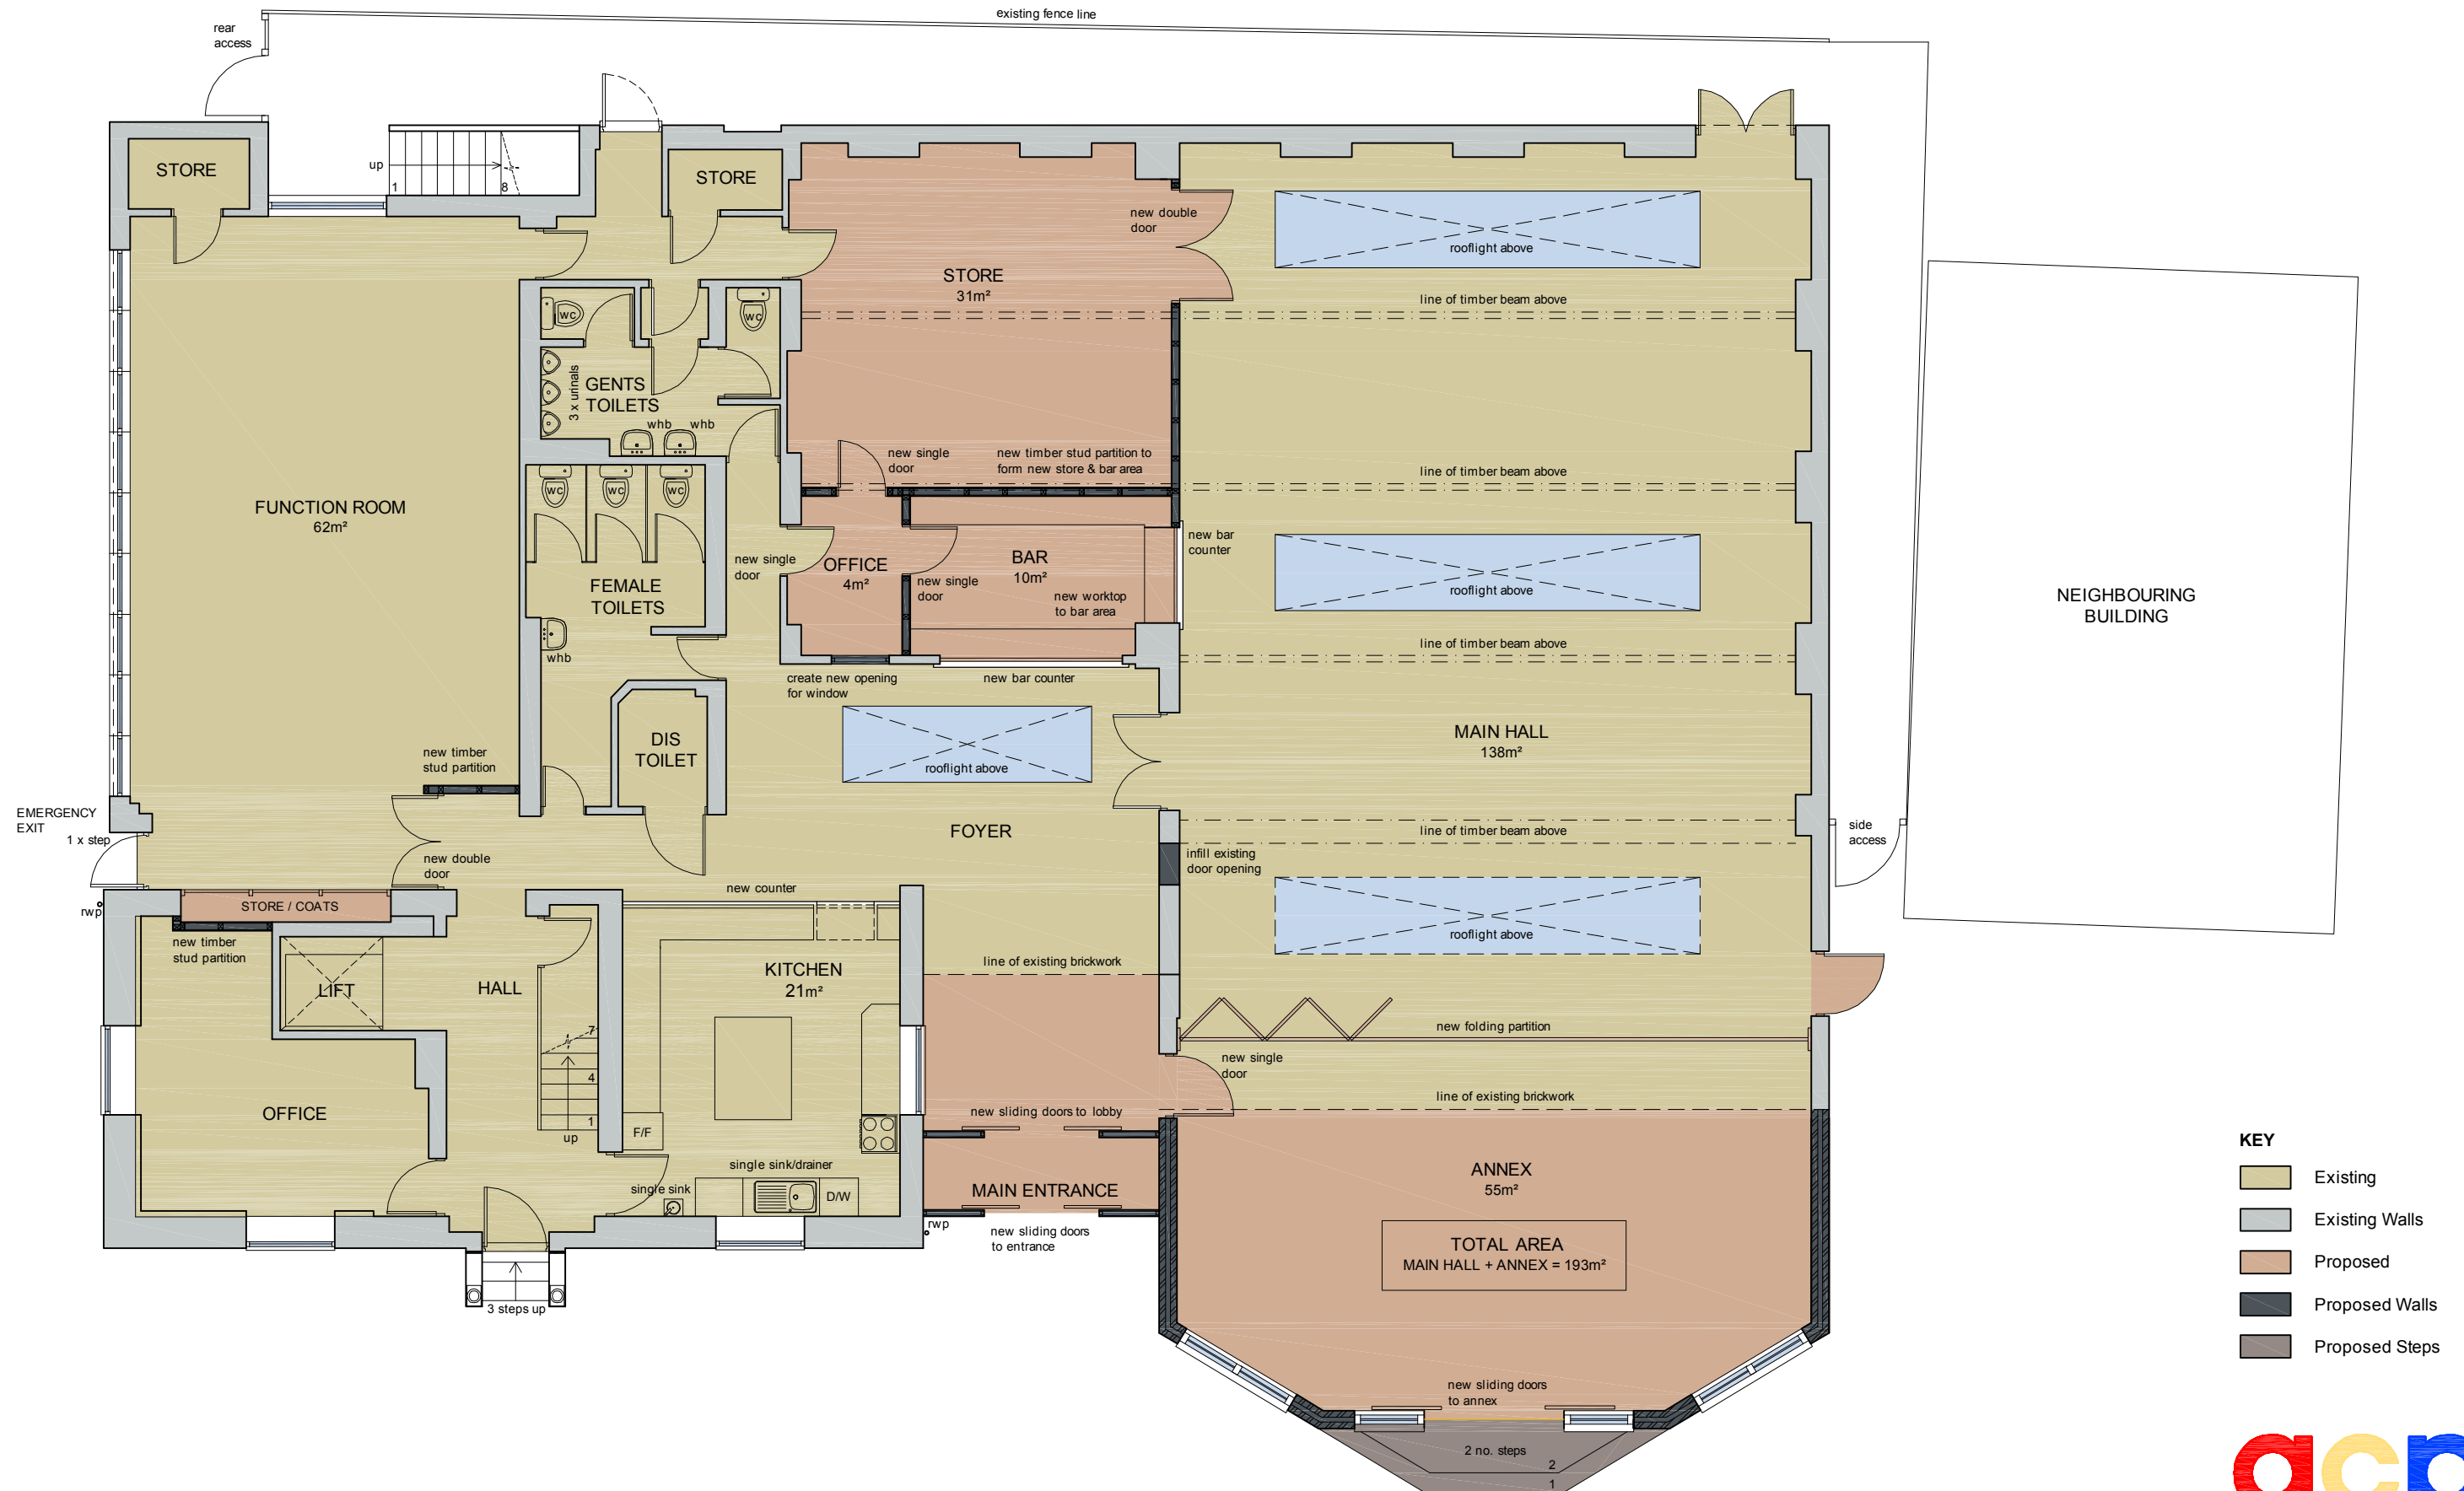 existing fence line
rear
access
up
1
8
STORE
STORE
new double
door
rooflight above
STORE
31m²
line of timber beam above
wc
wc
3 x urinals
GENTS
TOILETS
whb
whb
new single
door
new timber stud partition to
form new store & bar area
line of timber beam above
wc
wc
wc
FUNCTION ROOM
62m²
new single
door
OFFICE
4m²
new single
door
BAR
10m²
new worktop
to bar area
new bar
counter
rooflight above
FEMALE
TOILETS
whb
NEIGHBOURING
BUILDING
line of timber beam above
create new opening
for window
new bar counter
DIS
TOILET
new timber
stud partition
rooflight above
MAIN HALL
138m²
EMERGENCY
EXIT
1 x step
new double
door
FOYER
line of timber beam above
side
access
infill existing
door opening
new counter
rwp
STORE / COATS
new timber
stud partition
rooflight above
LIFT
HALL
KITCHEN
21m²
line of existing brickwork
new folding partition
7
4
1
up
OFFICE
F/F
new single
door
line of existing brickwork
new sliding doors to lobby
single sink/drainer
single sink
D/W
MAIN ENTRANCE
rwp
new sliding doors
to entrance
3 steps up
ANNEX
55m²
TOTAL AREA
MAIN HALL + ANNEX = 193m²
new sliding doors
to annex
2 no. steps
2
1
KEY
Existing
Existing Walls
Proposed
Proposed Walls
Proposed Steps